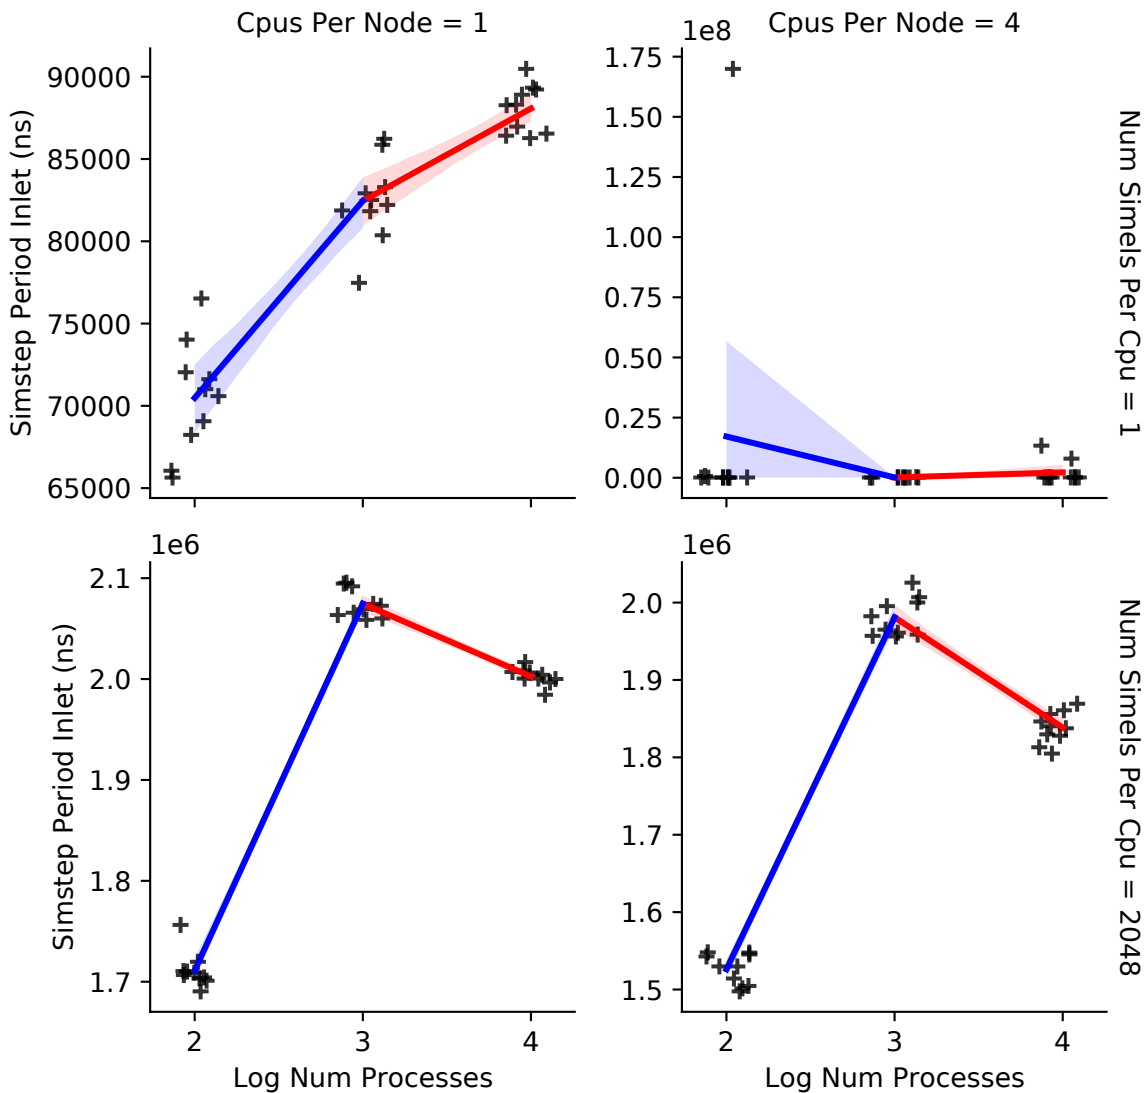 Cpus Per Node = 1
Cpus Per Node = 4
1e8
Simstep Period Inlet (ns)
90000
85000
80000
75000
70000
65000
1.75
1.50
1.25
1.00
0.75
0.50
0.25
0.00
Num Simels Per Cpu = 1
1e6
Simstep Period Inlet (ns)
2.1
2.0
1.9
1.8
1.7
2
3
4
Log Num Processes
1e6
2.0
1.9
1.8
1.7
1.6
1.5
2
3
4
Log Num Processes
Num Simels Per Cpu = 2048